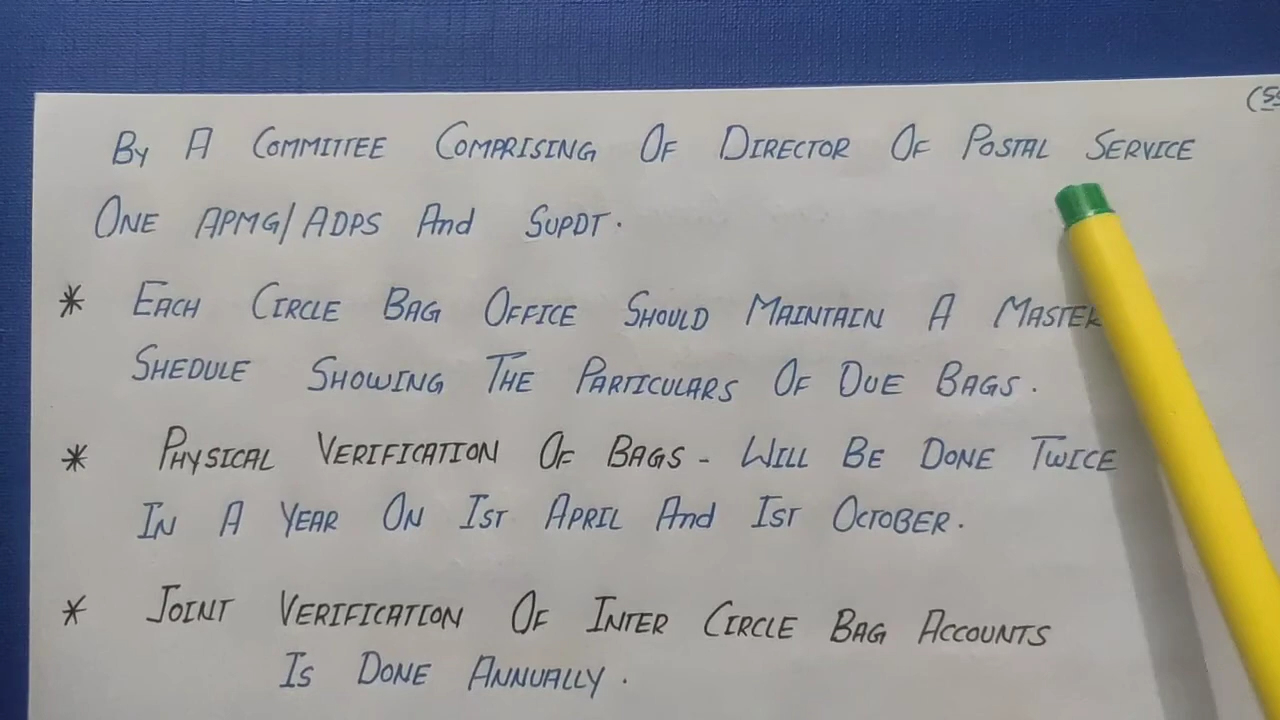 By A Committee Comprising Of Director Of Postal Service
One APMG/ADPS And Supdt.
* Each Circle Bag Office Should Maintain A Master
Shedule Showing The Particulars Of Due Bags.
* Physical Verification Of Bags - Will Be Done Twice
In A Year On Ist April And Ist October.
* Joint Verification Of Inter Circle Bag Accounts
Is Done Annually.